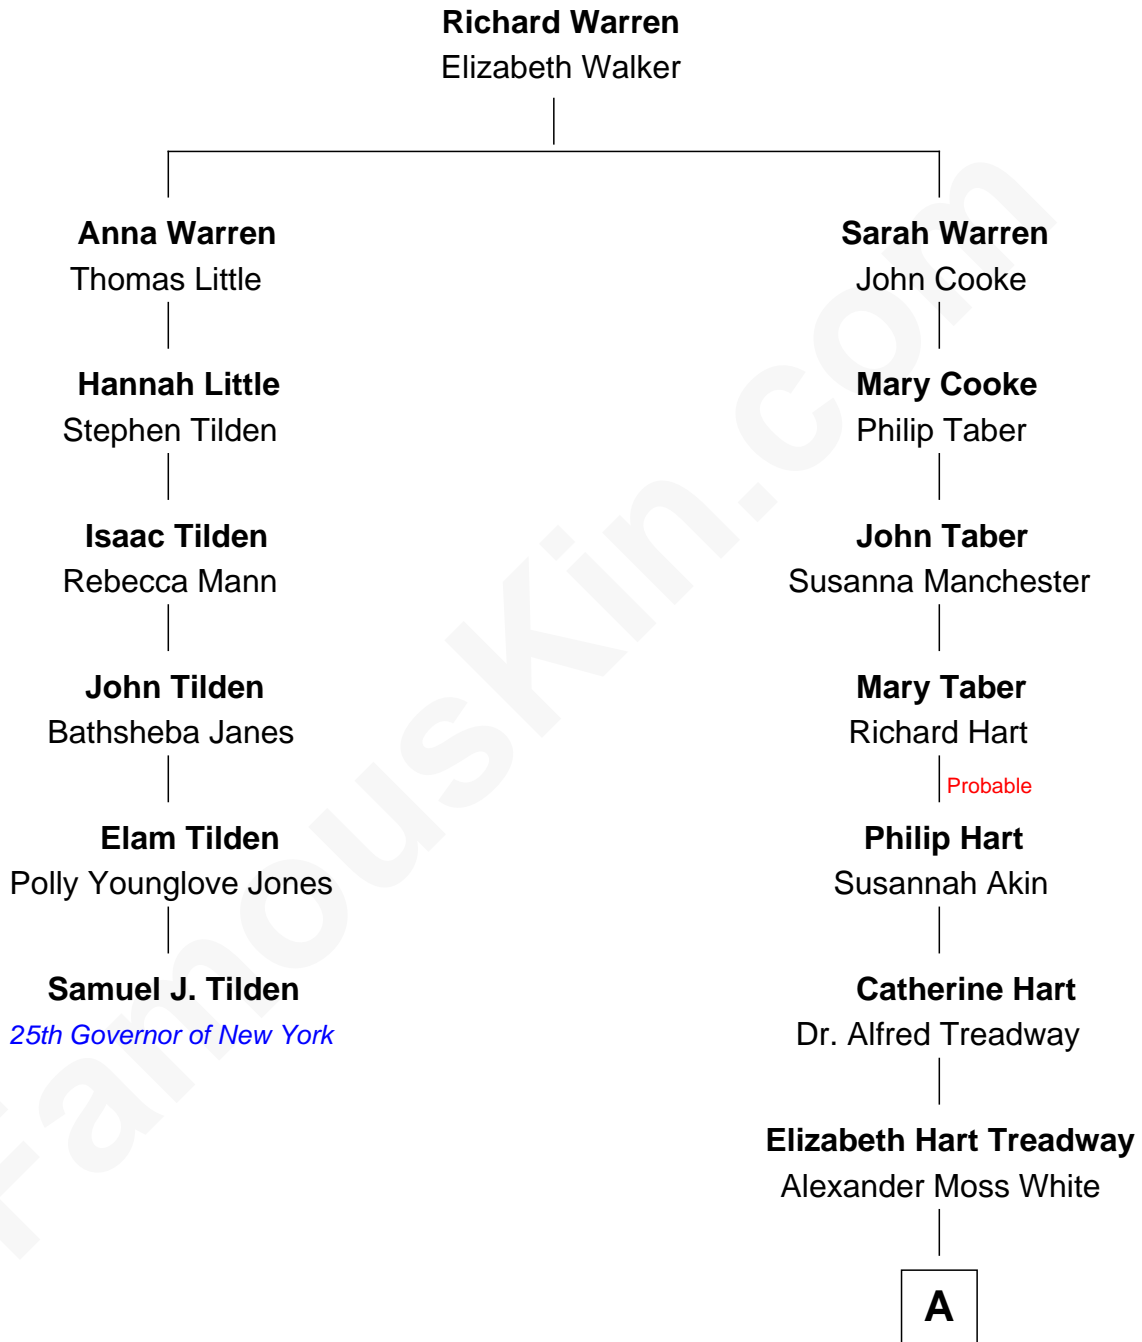 Richard Warren
Elizabeth Walker
Anna Warren
Thomas Little
Sarah Warren
John Cooke
Hannah Little
Stephen Tilden
Mary Cooke
Philip Taber
Isaac Tilden
Rebecca Mann
John Taber
Susanna Manchester
John Tilden
Bathsheba Janes
Mary Taber
Richard Hart
Probable
Elam Tilden
Polly Younglove Jones
Philip Hart
Susannah Akin
Samuel J. Tilden
25th Governor of New York
Catherine Hart
Dr. Alfred Treadway
Elizabeth Hart Treadway
Alexander Moss White
A
FamousKin.com